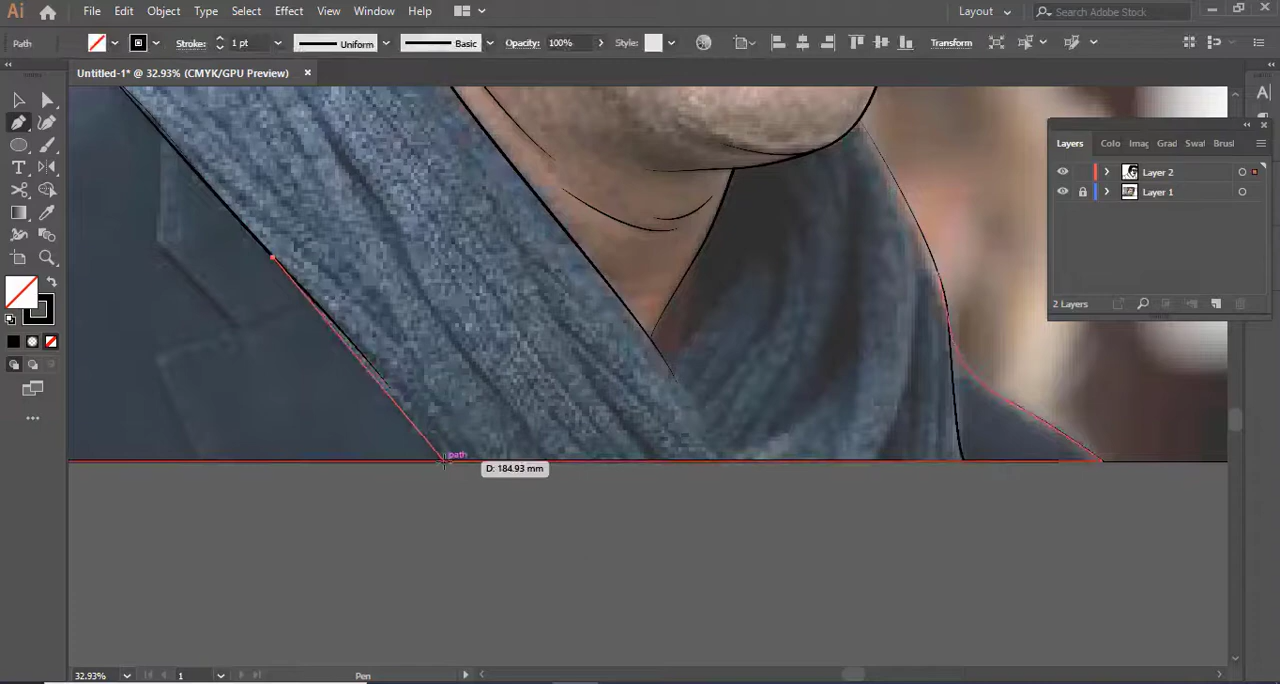 Ai File Edit Object Type Select Effect View Window Help Layout Search Adobe Stock
Path Stroke: 1 pt Uniform Basic Opacity: 100% Style: Transform
Untitled-1* @ 32.93% (CMYK/GPU Preview)
A
Layers Colo Imag Grad Swat Brush
Layer 2
Layer 1
2 Layers
path
D: 184.93 mm
32.93% 1 Pen